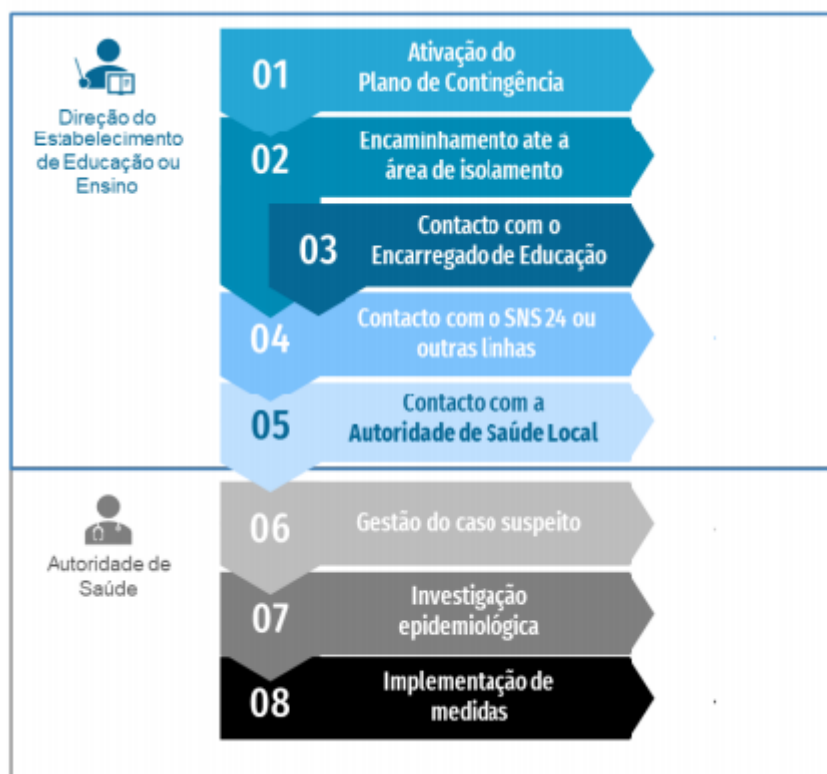 Direção do
Estabelecimento
de Educação ou
Ensino
01
Ativação do
Plano de Contingência
02
Encaminhamento ate á
área de isolamento
03
Contacto com o
Encarregado de Educação
04
Contacto com o SNS 24 ou
outras linhas
05
Contacto com a
Autoridade de Saúde Local
Autoridade de
Saúde
06
Gestão do caso suspeito
07
Investigação
epidemiológica
08
Implementação de
medidas